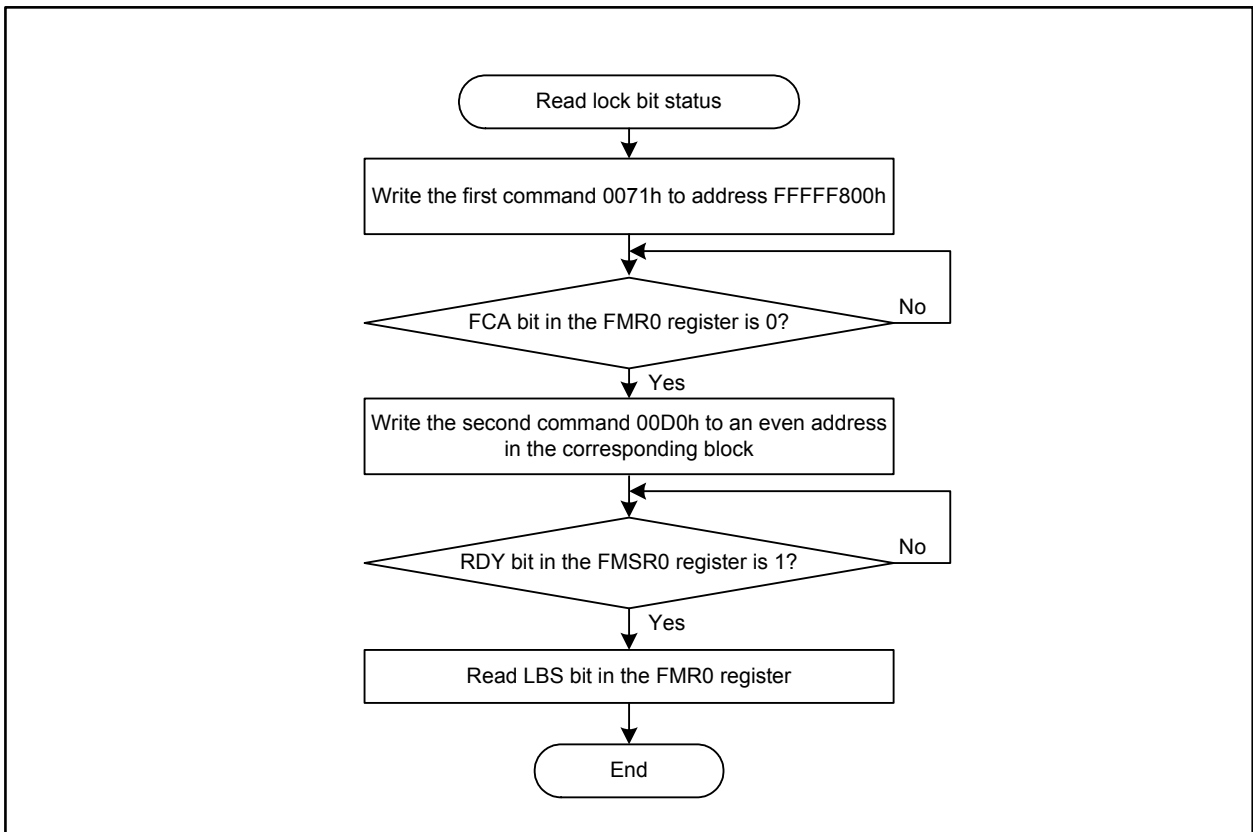 Read lock bit status
Write the first command 0071h to address FFFFF800h
FCA bit in the FMR0 register is 0?
No
Yes
Write the second command 00D0h to an even address
in the corresponding block
RDY bit in the FMSR0 register is 1?
No
Yes
Read LBS bit in the FMR0 register
End